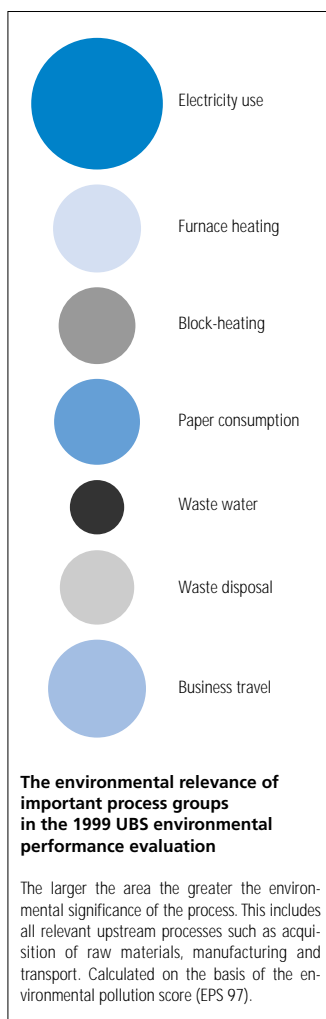 Electricity use
Furnace heating
Block-heating
Paper consumption
Waste water
Waste disposal
Business travel
The environmental relevance of
important process groups
in the 1999 UBS environmental
performance evaluation
The larger the area the greater the environ-
mental significance of the process. This includes
all relevant upstream processes such as acqui-
sition of raw materials, manufacturing and
transport. Calculated on the basis of the en-
vironmental pollution score (EPS 97).